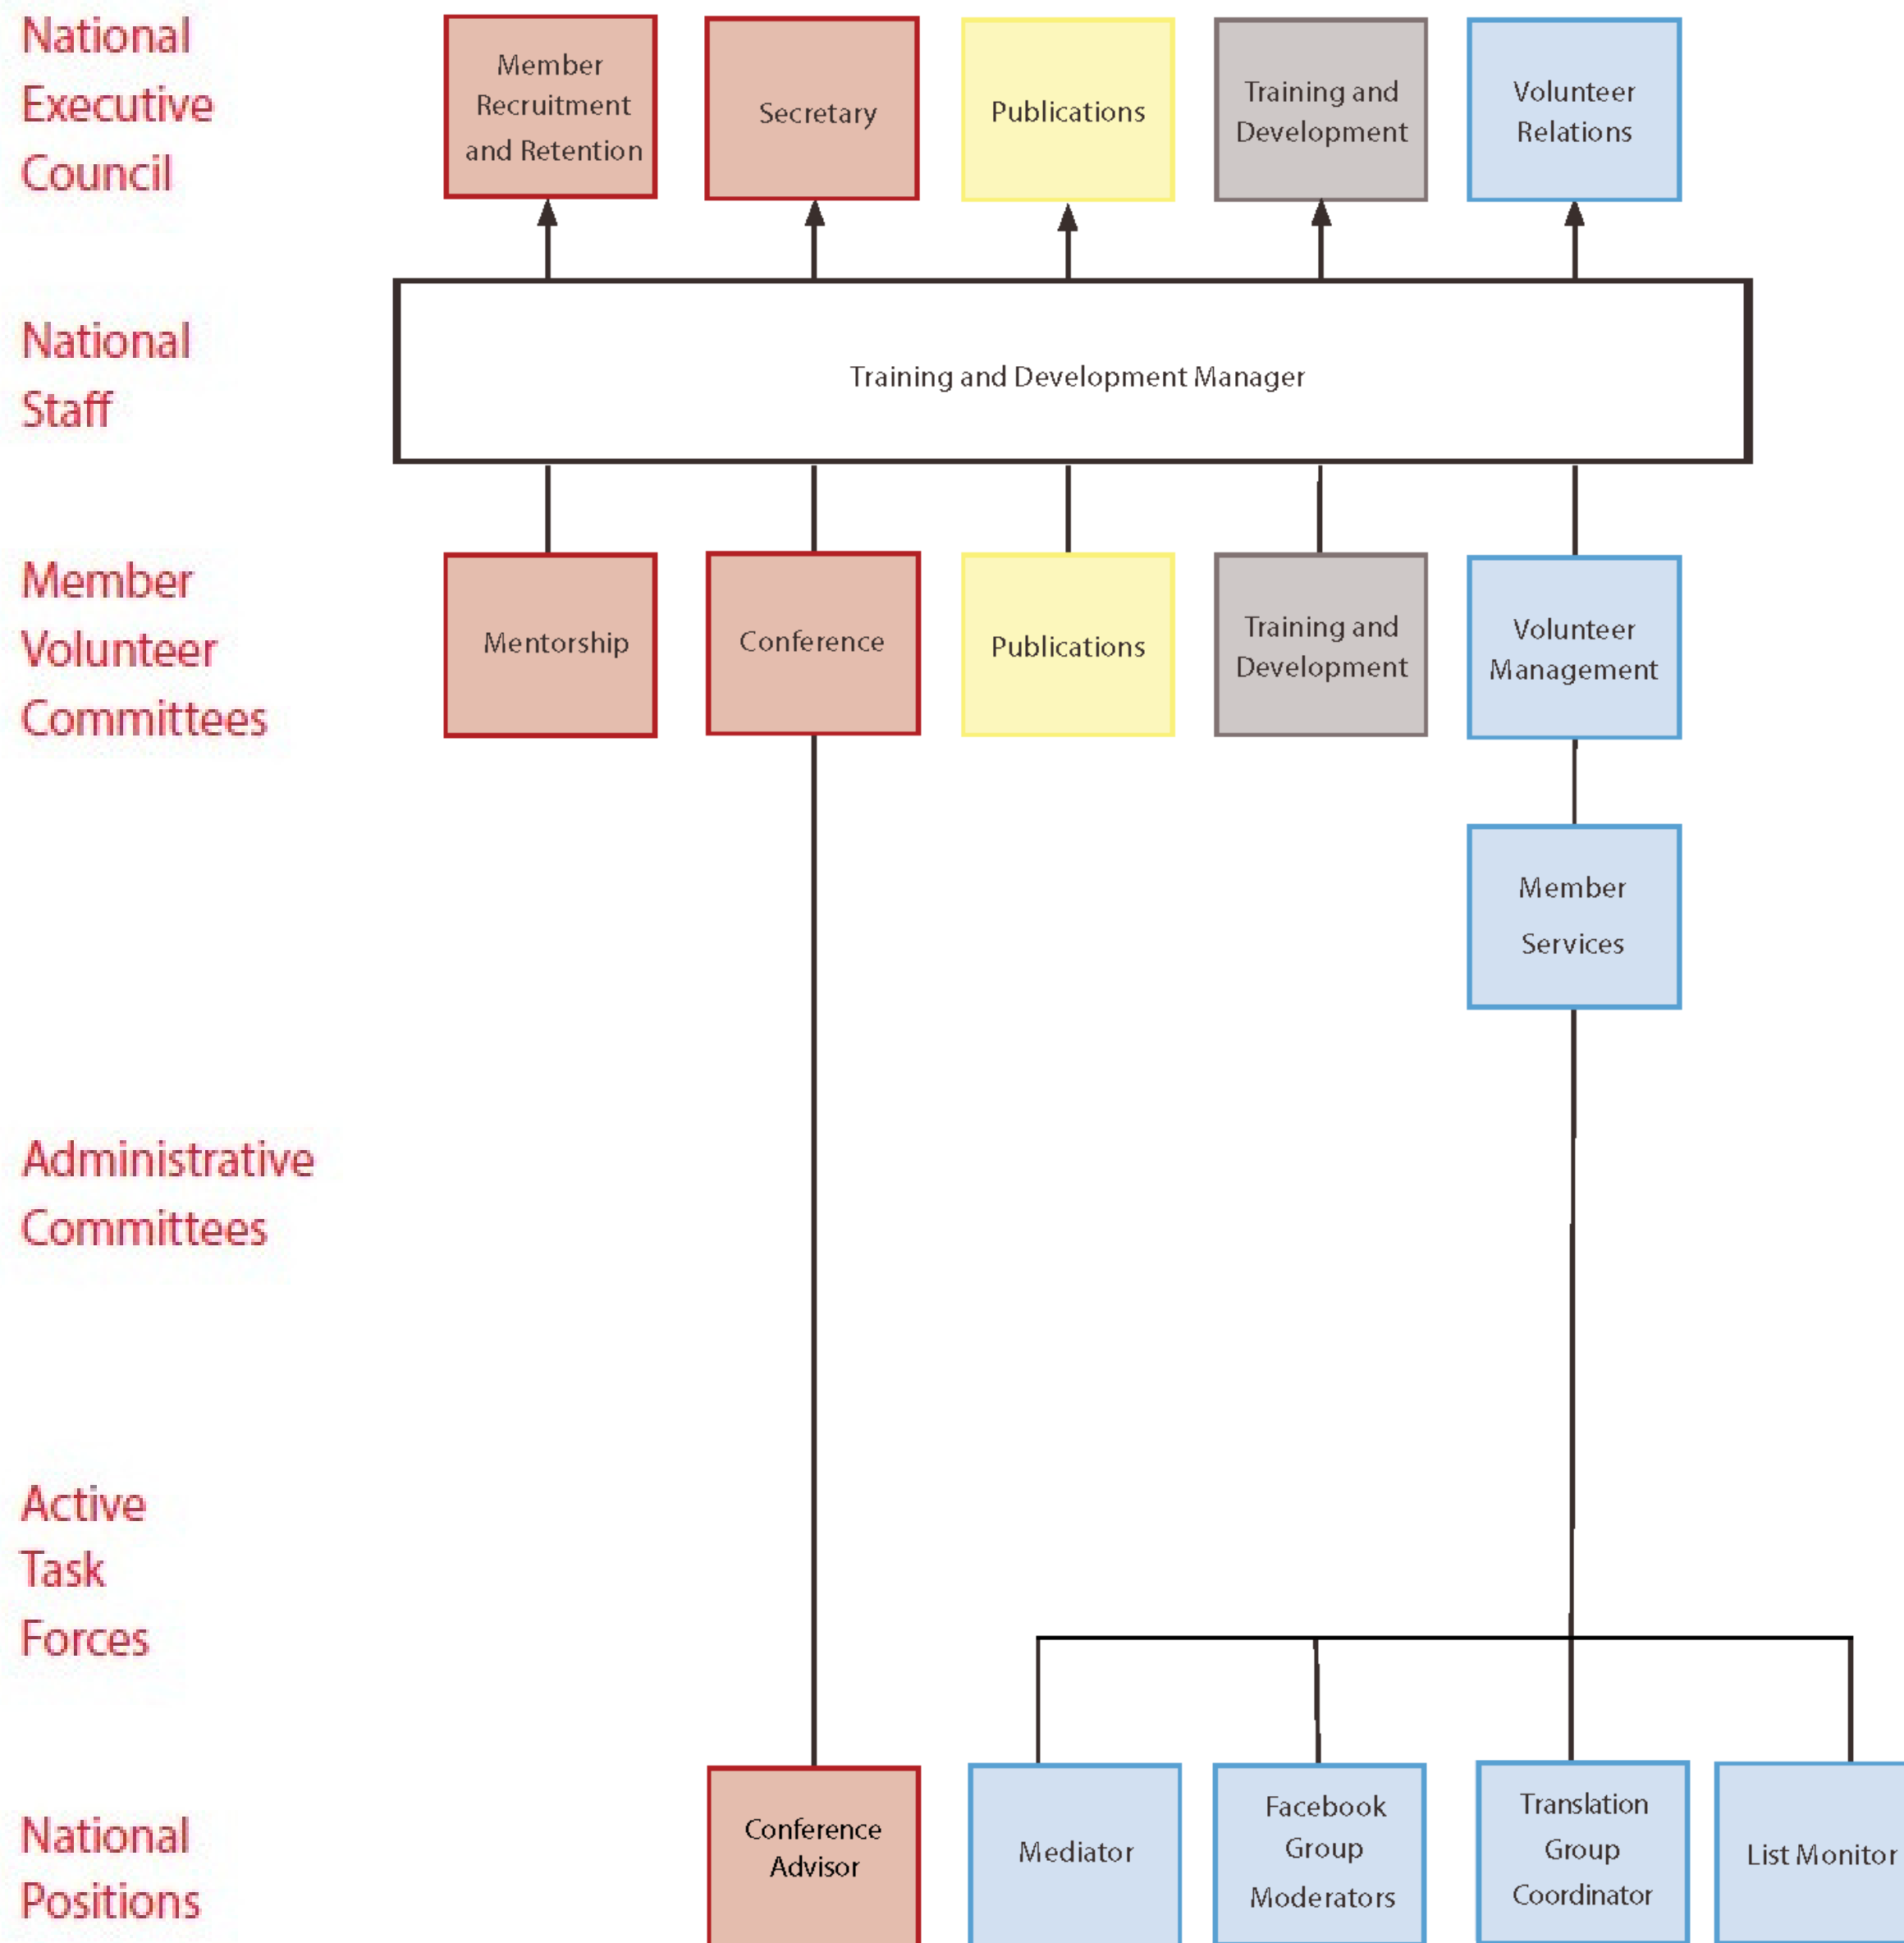 National
Executive
Council
Member
Recruitment
and Retention
Secretary
Publications
Training and
Development
Volunteer
Relations
National
Staff
Training and Development Manager
Member
Volunteer
Committees
Mentorship
Conference
Publications
Training and
Development
Volunteer
Management
Member
Services
Administrative
Committees
Active
Task
Forces
National
Positions
Conference
Advisor
Mediator
Facebook
Group
Moderators
Translation
Group
Coordinator
List Monitor